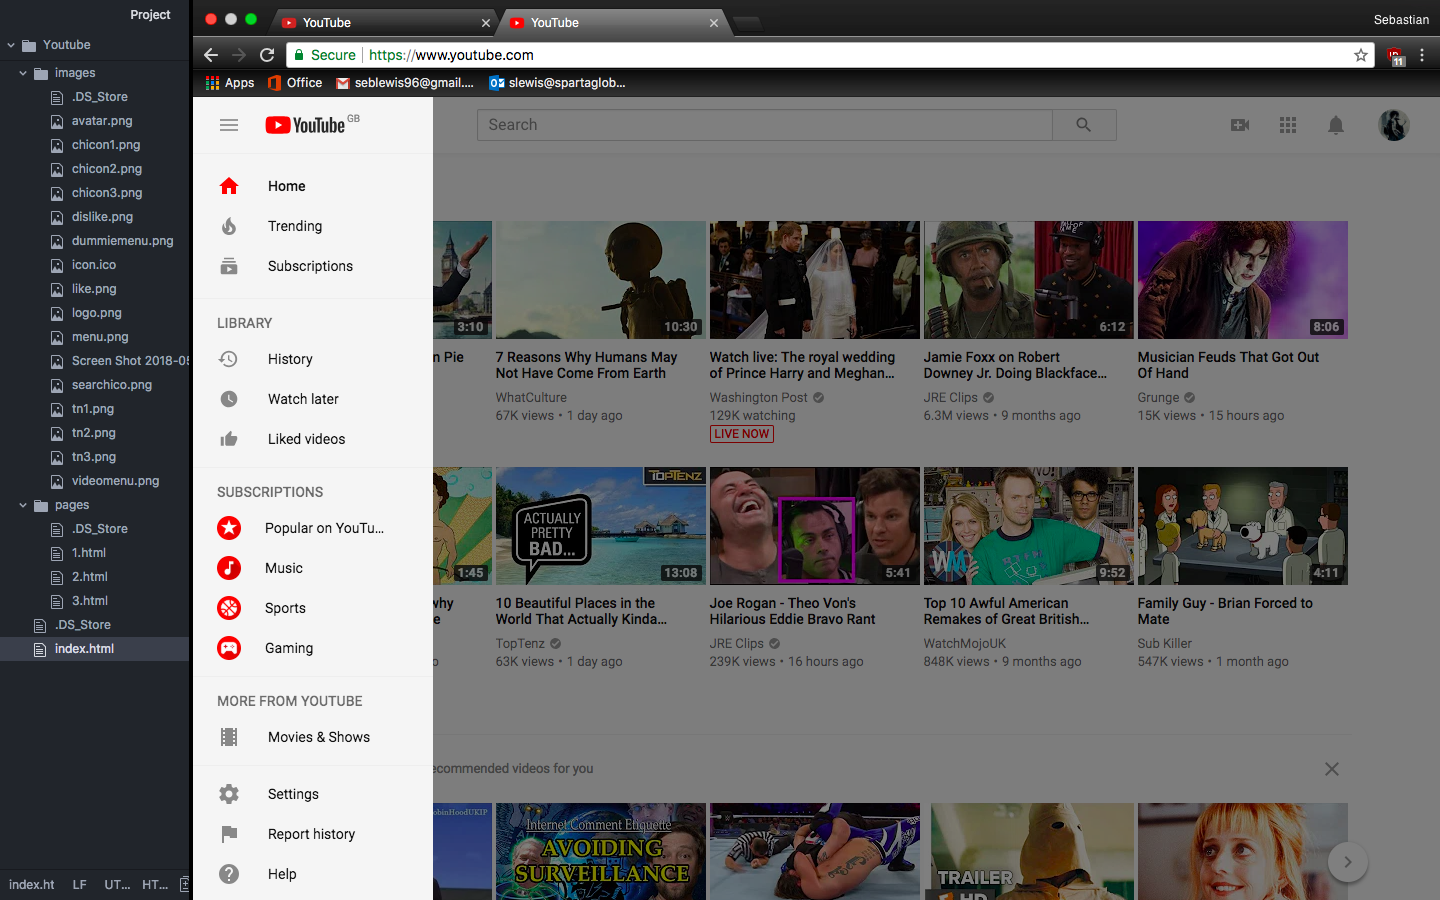 Project
Youtube
images
.DS_Store
avatar.png
chicon1.png
chicon2.png
chicon3.png
dislike.png
dummiemenu.png
icon.ico
like.png
logo.png
menu.png
Screen Shot 2018-05
searchico.png
tn1.png
tn2.png
tn3.png
videomenu.png
pages
.DS_Store
1.html
2.html
3.html
.DS_Store
index.html
index.ht LF UT... HT...
YouTube YouTube Sebastian
Secure https://www.youtube.com 11
Apps Office seblewis96@gmail.... slewis@spartaglob...
YouTube GB
Search
Home
Trending
Subscriptions
LIBRARY
History
Watch later
Liked videos
SUBSCRIPTIONS
Popular on YouTu...
Music
Sports
Gaming
MORE FROM YOUTUBE
Movies & Shows
Settings
Report history
Help
3:10
n Pie
10:30
7 Reasons Why Humans May
Not Have Come From Earth
WhatCulture
67K views • 1 day ago
Watch live: The royal wedding
of Prince Harry and Meghan...
Washington Post
129K watching
LIVE NOW
6:12
Jamie Foxx on Robert
Downey Jr. Doing Blackface...
JRE Clips
6.3M views • 9 months ago
8:06
Musician Feuds That Got Out
Of Hand
Grunge
15K views • 15 hours ago
1:45
why
e
o
TOPTENZ
ACTUALLY
PRETTY
BAD...
13:08
10 Beautiful Places in the
World That Actually Kinda...
TopTenz
63K views • 1 day ago
5:41
Joe Rogan - Theo Von's
Hilarious Eddie Bravo Rant
JRE Clips
239K views • 16 hours ago
WM
9:52
Top 10 Awful American
Remakes of Great British...
WatchMojoUK
848K views • 9 months ago
4:11
Family Guy - Brian Forced to
Mate
Sub Killer
547K views • 1 month ago
ecommended videos for you
obinHoodUKIP
Internet Comment Etiquette
AVOIDING
SURVEILLANCE
TRAILER
HD